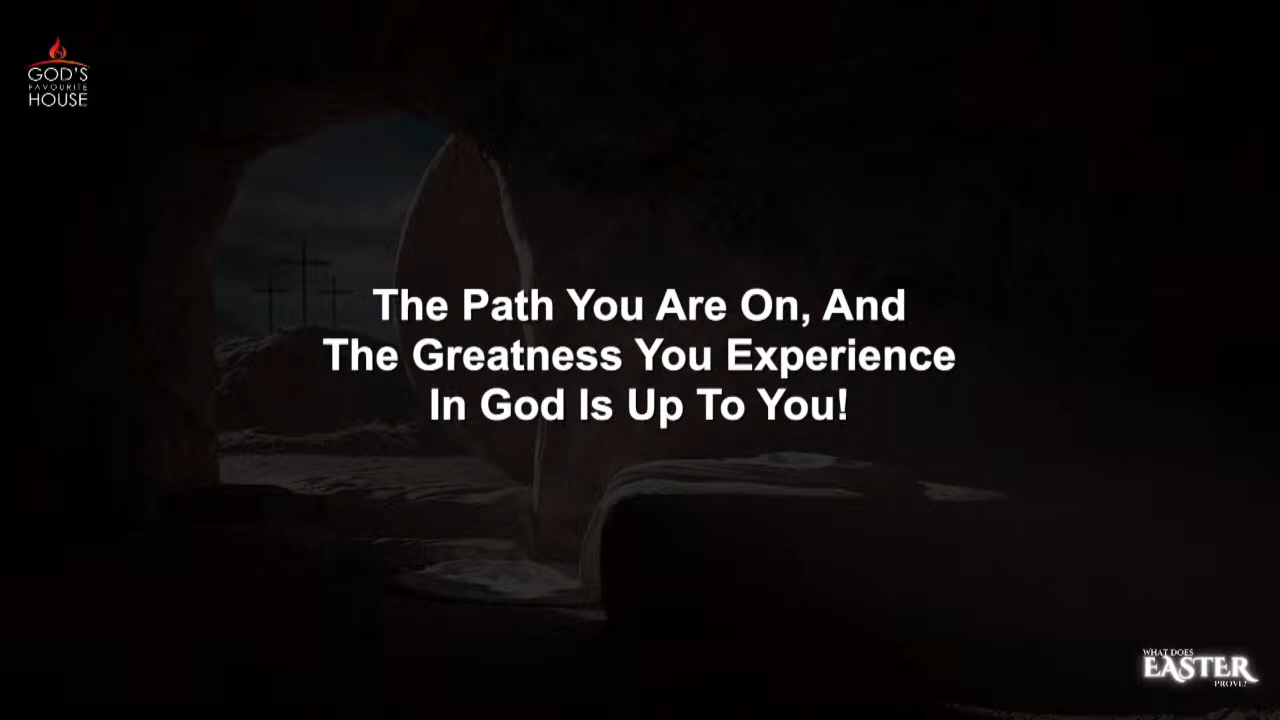 GOD'S
FAVOURITE
HOUSE
The Path You Are On, And
The Greatness You Experience
In God Is Up To You!
WHAT DOES
EASTER
PROVE?